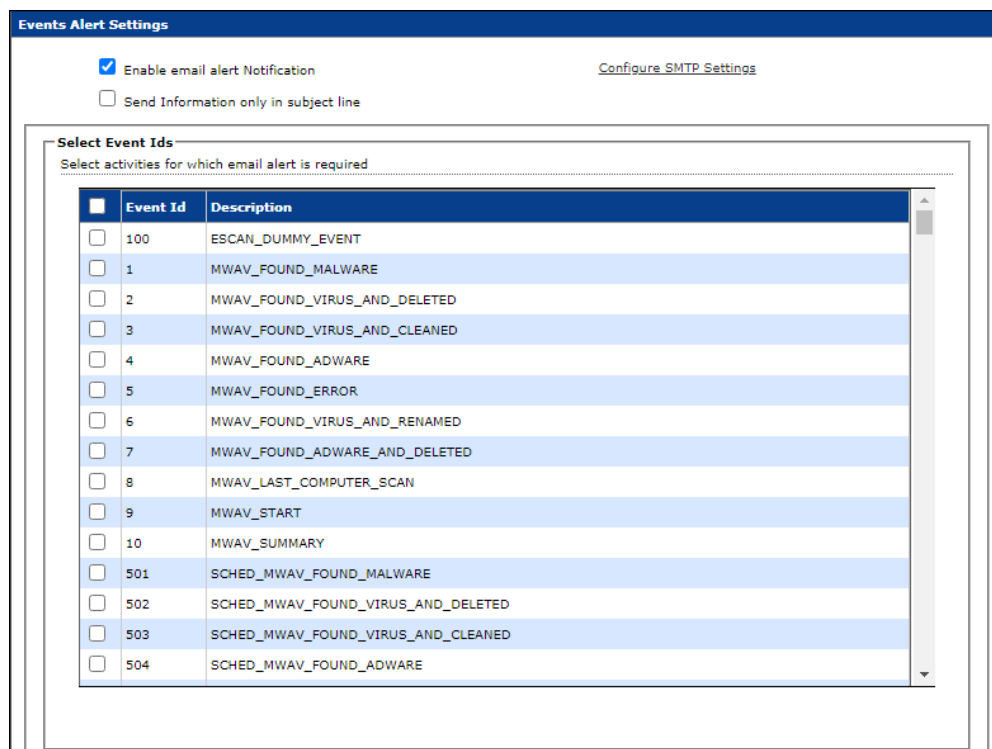 Events Alert Settings
Enable email alert Notification Configure SMTP Settings
Send Information only in subject line
Select Event Ids
Select activities for which email alert is required
Event Id Description
100 ESCAN_DUMMY_EVENT
1 MWAV_FOUND_MALWARE
2 MWAV_FOUND_VIRUS_AND_DELETED
3 MWAV_FOUND_VIRUS_AND_CLEANED
4 MWAV_FOUND_ADWARE
5 MWAV_FOUND_ERROR
6 MWAV_FOUND_VIRUS_AND_RENAMED
7 MWAV_FOUND_ADWARE_AND_DELETED
8 MWAV_LAST_COMPUTER_SCAN
9 MWAV_START
10 MWAV_SUMMARY
501 SCHED_MWAV_FOUND_MALWARE
502 SCHED_MWAV_FOUND_VIRUS_AND_DELETED
503 SCHED_MWAV_FOUND_VIRUS_AND_CLEANED
504 SCHED_MWAV_FOUND_ADWARE